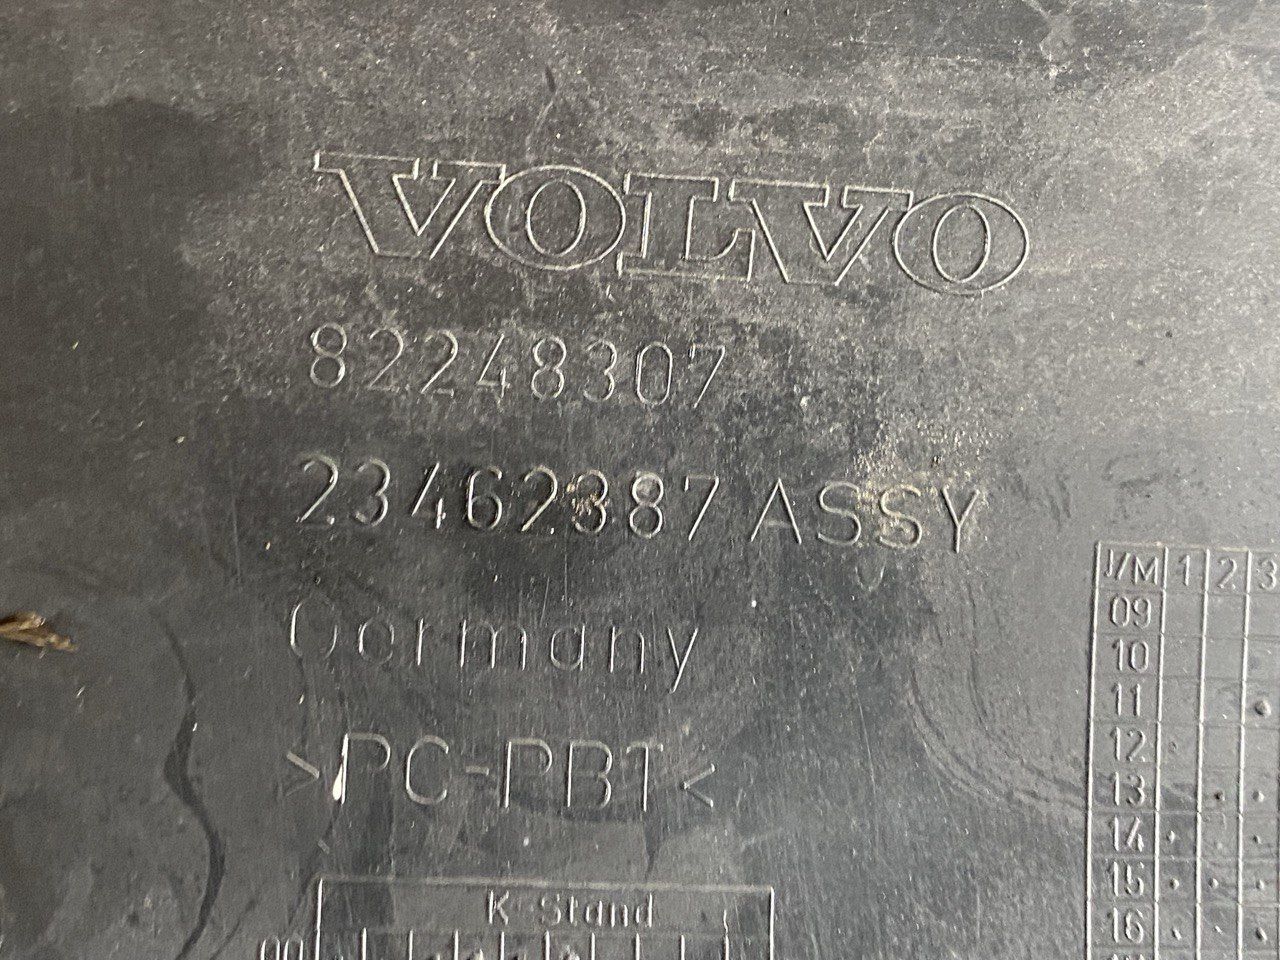 VOLVO
82248307
23462387 ASSY
Germany
>PC-PBT<
J/M 1 2 3
09
10
11
12
13
14
15
16
K-Stand
00